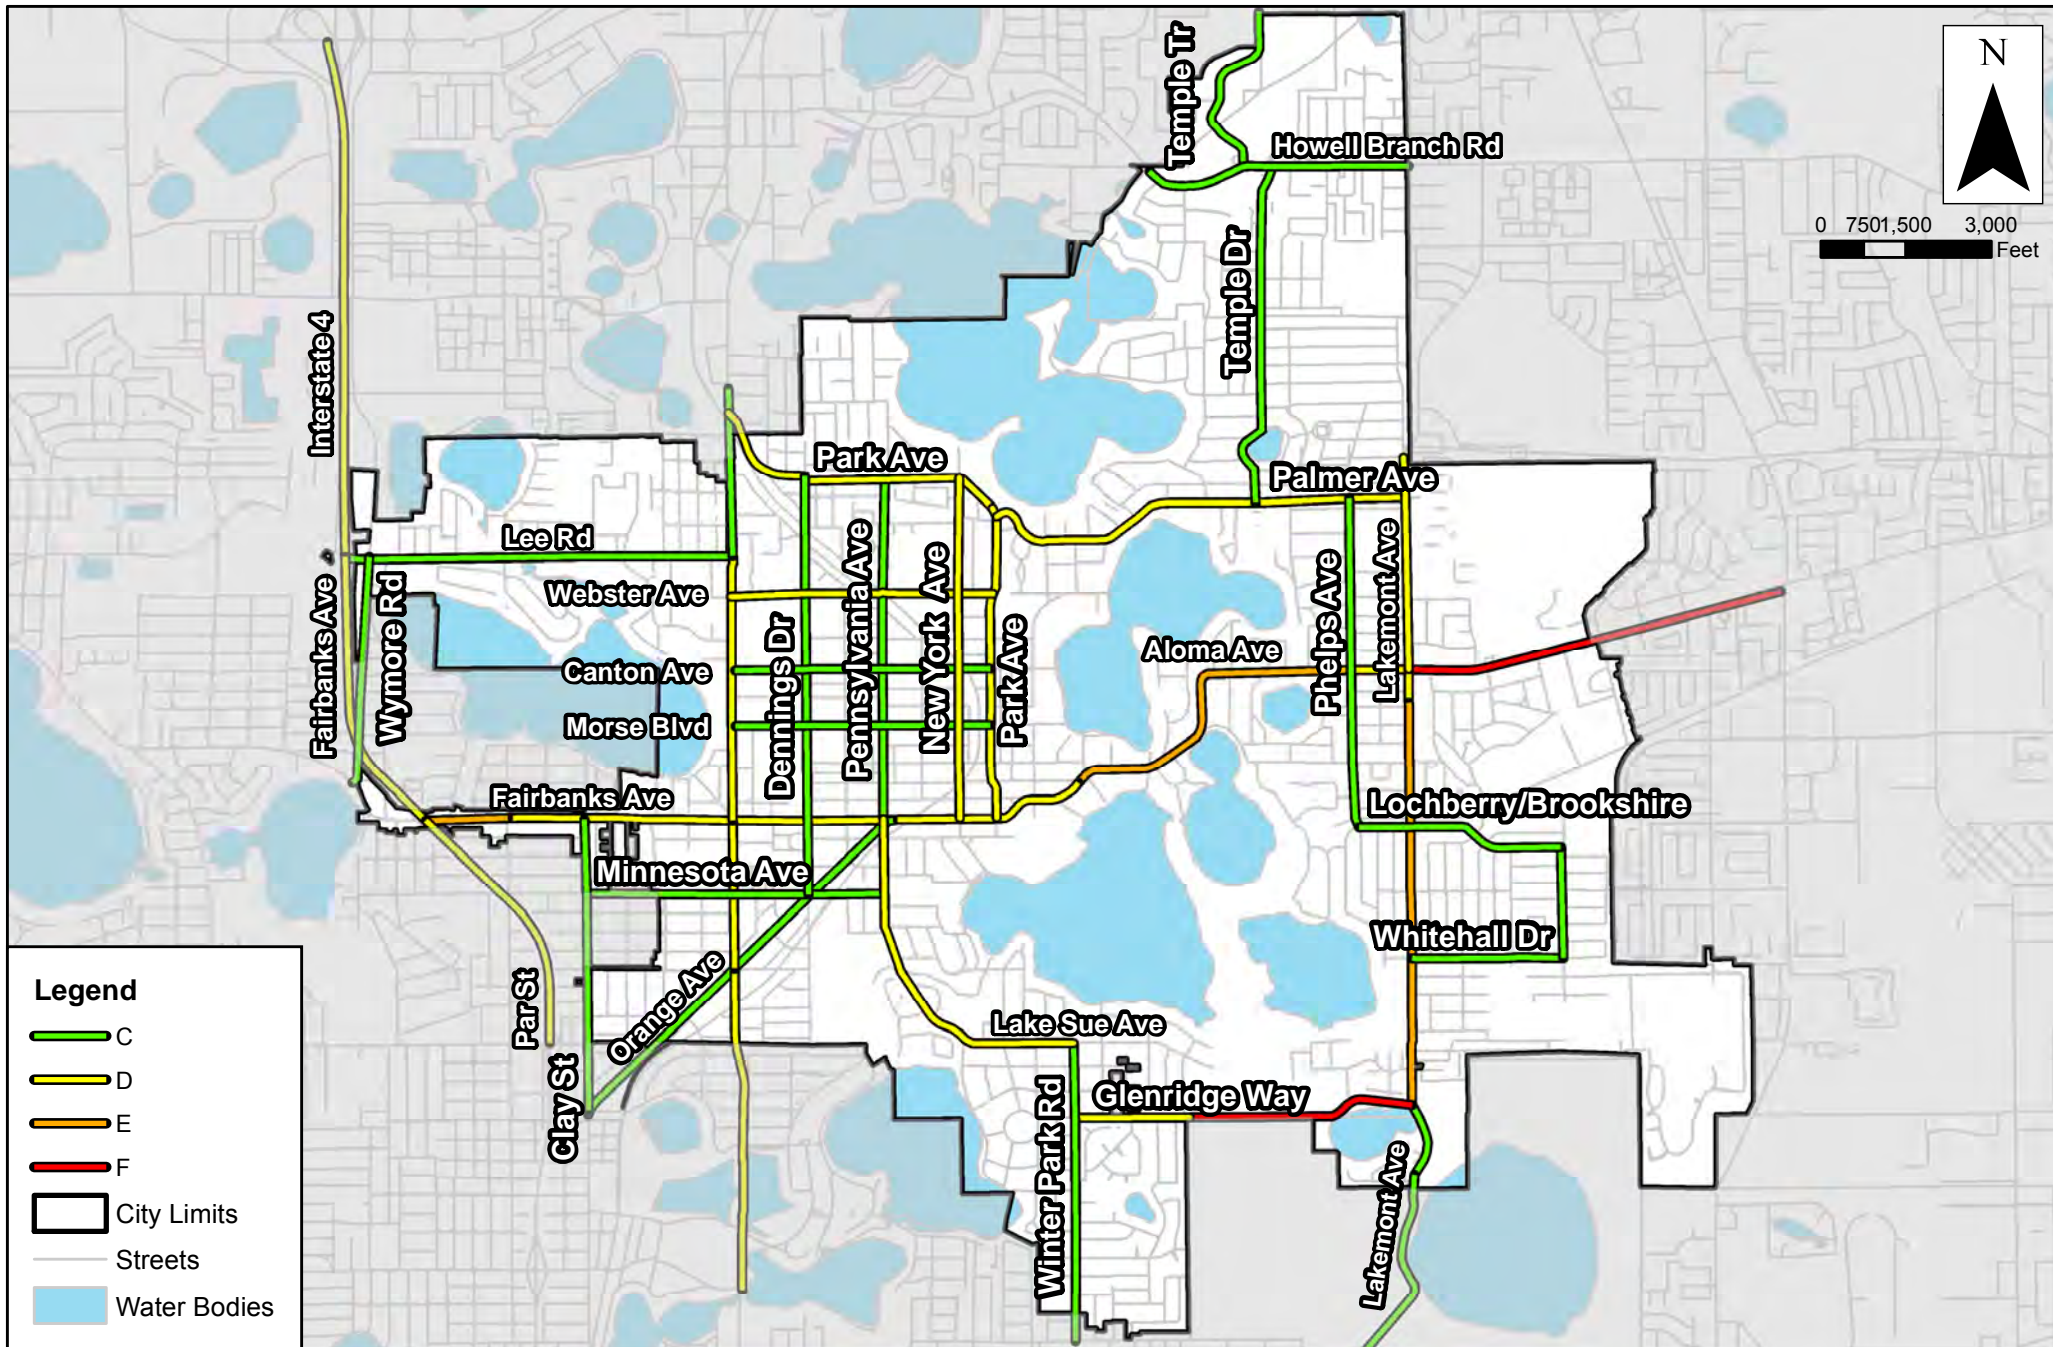 N
0 750 1,500 3,000
Feet
Temple Tr
Howell Branch Rd
Temple Dr
Interstate 4
Park Ave
Palmer Ave
Lee Rd
Webster Ave
Canton Ave
Morse Blvd
Fairbanks Ave
Wymore Rd
Dennings Dr
Pennsylvania Ave
New York Ave
Park Ave
Aloma Ave
Phelps Ave
Lakemont Ave
Fairbanks Ave
Lochberry/Brookshire
Minnesota Ave
Whitehall Dr
Par St
Orange Ave
Clay St
Lake Sue Ave
Glenridge Way
Winter Park Rd
Lakemont Ave
Legend
C
D
E
F
City Limits
Streets
Water Bodies